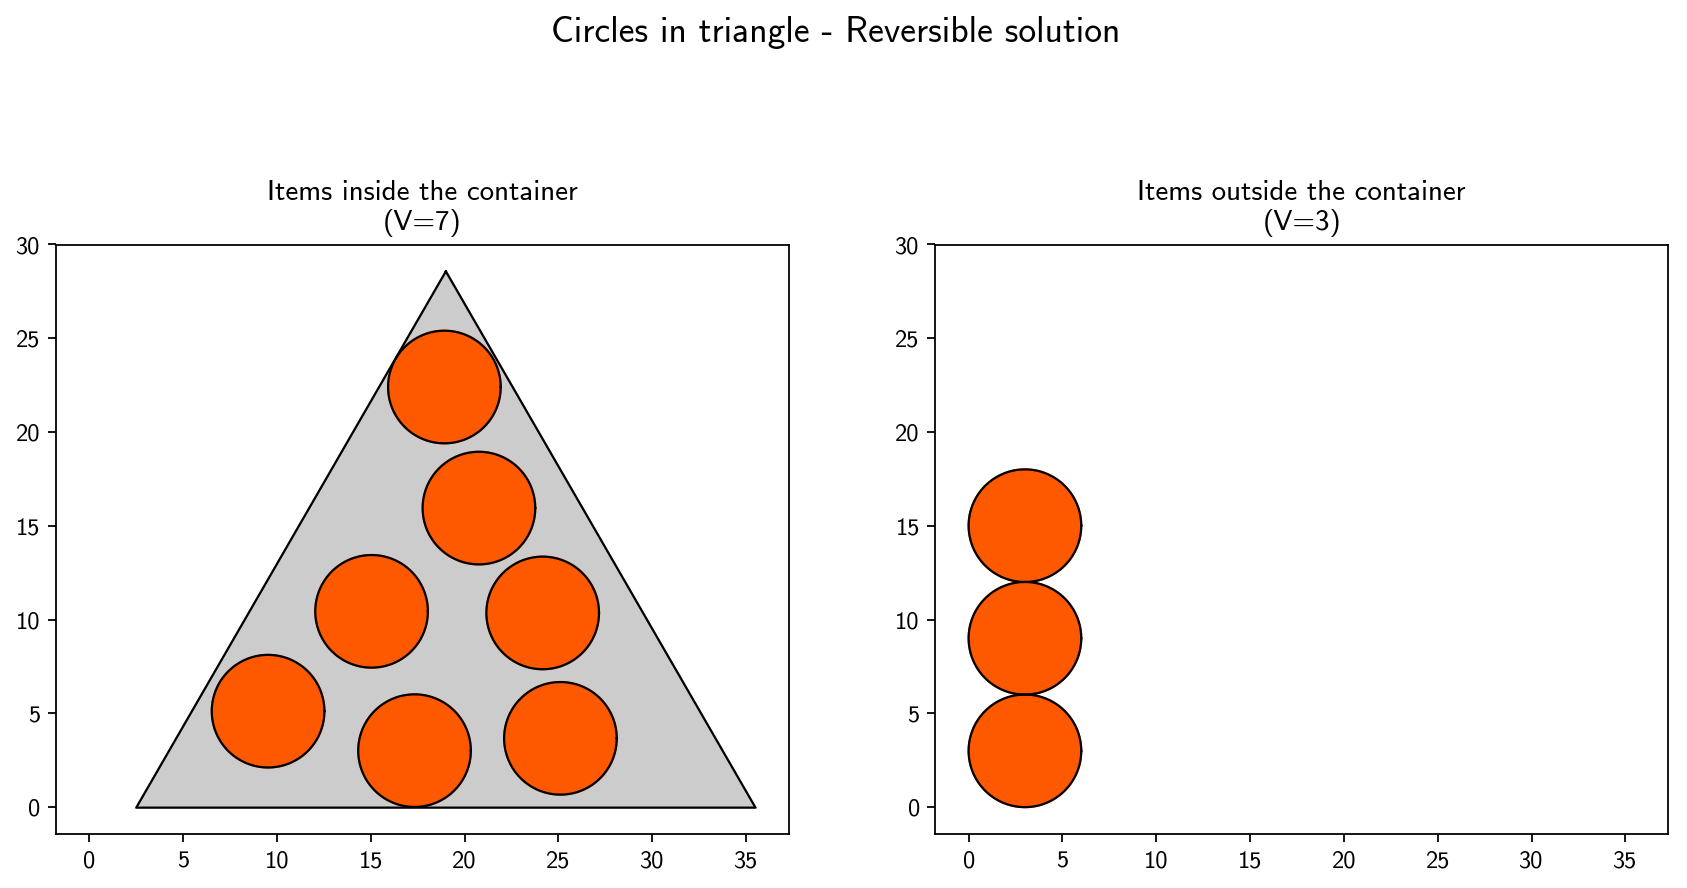 Circles in triangle - Reversible solution
Items inside the container
(V=7)
30
25
20
15
10
5
0
0 5 10 15 20 25 30 35
Items outside the container
(V=3)
30
25
20
15
10
5
0
0 5 10 15 20 25 30 35